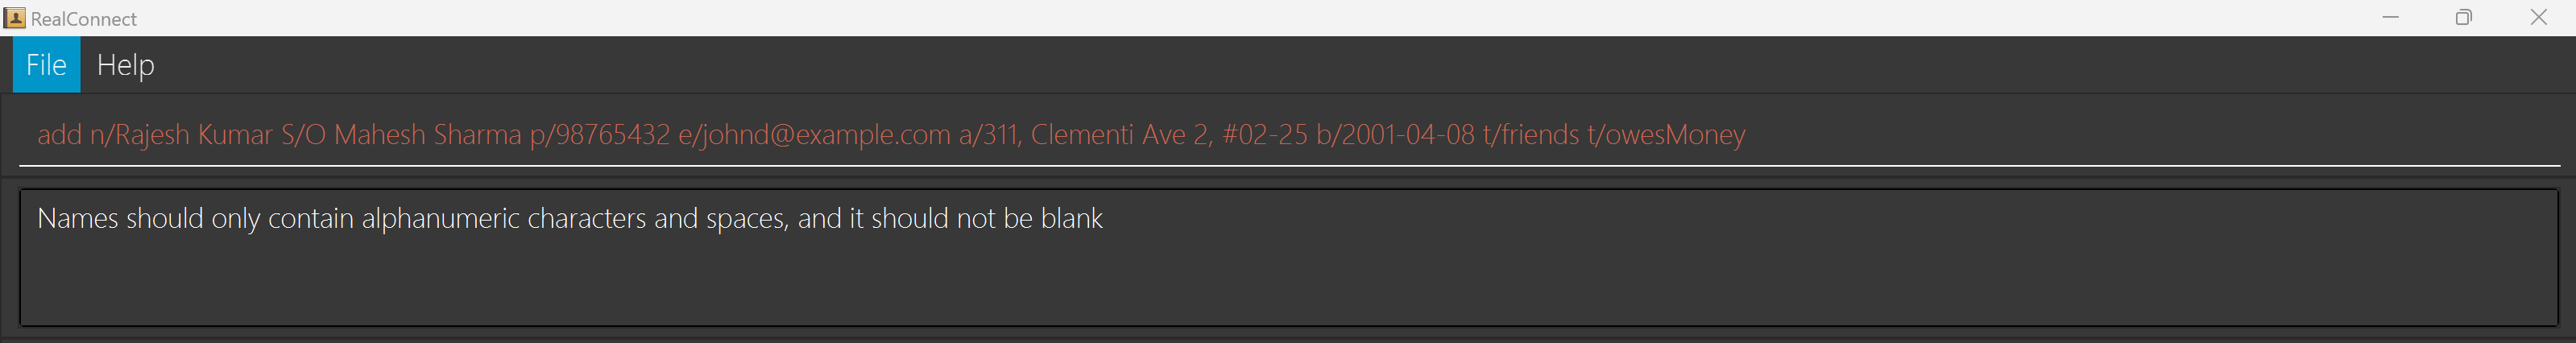 RealConnect
File Help
add n/Rajesh Kumar S/O Mahesh Sharma p/98765432 e/johnd@example.com a/311, Clementi Ave 2, #02-25 b/2001-04-08 t/friends t/owesMoney
Names should only contain alphanumeric characters and spaces, and it should not be blank